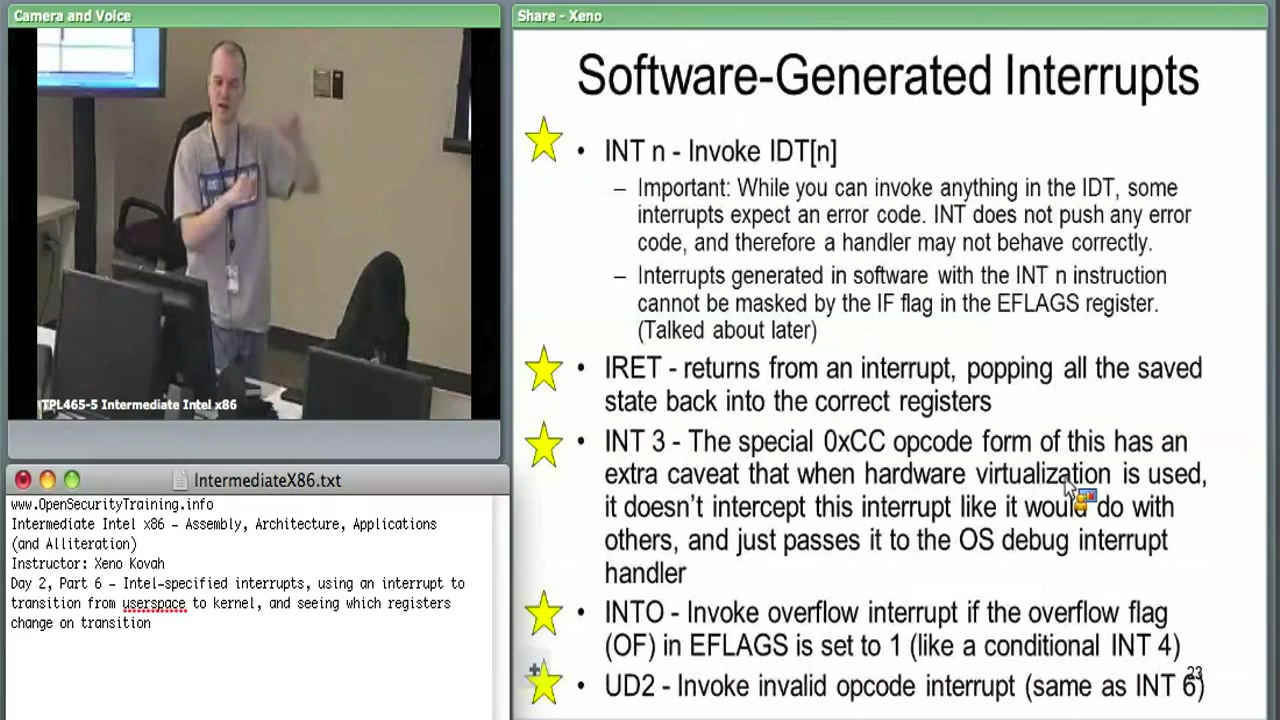 Camera and Voice
TPL465-5 Intermediate Intel x86
IntermediateX86.txt
www.OpenSecurityTraining.info
Intermediate Intel x86 – Assembly, Architecture, Applications
(and Alliteration)
Instructor: Xeno Kovah
Day 2, Part 6 – Intel-specified interrupts, using an interrupt to
transition from userspace to kernel, and seeing which registers
change on transition
Share - Xeno
Software-Generated Interrupts
• INT n - Invoke IDT[n]
– Important: While you can invoke anything in the IDT, some
interrupts expect an error code. INT does not push any error
code, and therefore a handler may not behave correctly.
– Interrupts generated in software with the INT n instruction
cannot be masked by the IF flag in the EFLAGS register.
(Talked about later)
• IRET - returns from an interrupt, popping all the saved
state back into the correct registers
• INT 3 - The special 0xCC opcode form of this has an
extra caveat that when hardware virtualization is used,
it doesn't intercept this interrupt like it would do with
others, and just passes it to the OS debug interrupt
handler
• INTO - Invoke overflow interrupt if the overflow flag
(OF) in EFLAGS is set to 1 (like a conditional INT 4)
• UD2 - Invoke invalid opcode interrupt (same as INT 6)
23